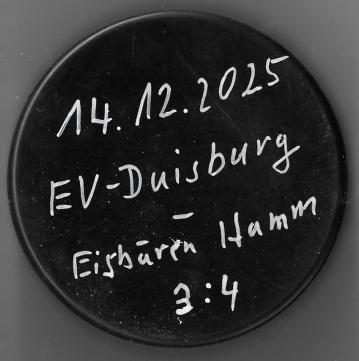 14.12.2025
EV-Duisburg
-
Eisbären Hamm
3:4